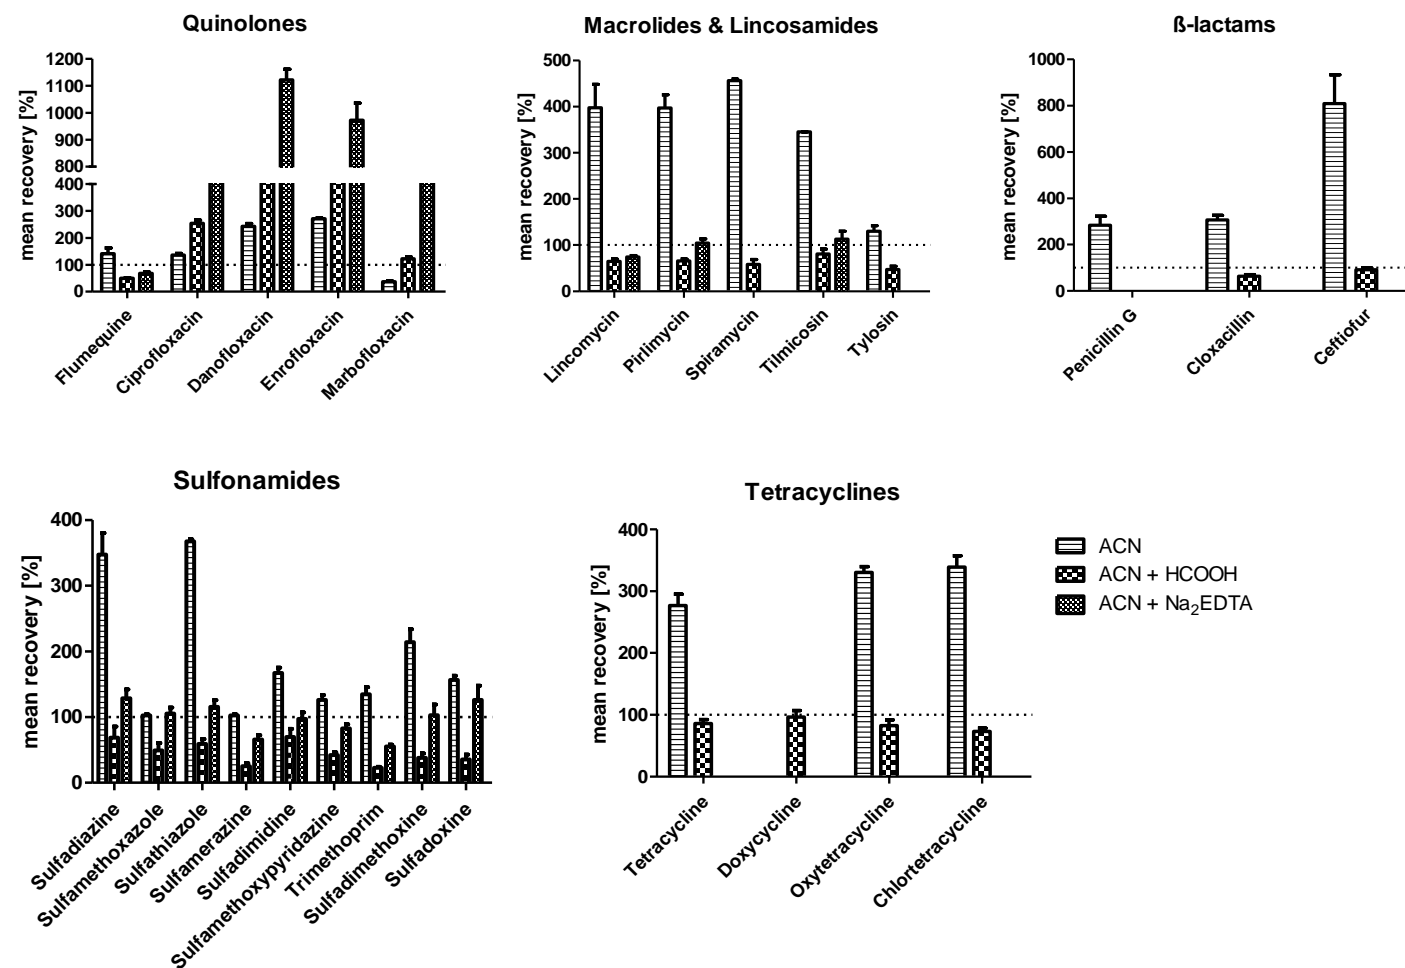 Quinolones
mean recovery [%]
1200
1100
1000
900
800
400
300
200
100
0
Flumequine
Ciprofloxacin
Danofloxacin
Enrofloxacin
Marbofloxacin
Macrolides & Lincosamides
mean recovery [%]
500
400
300
200
100
0
Lincomycin
Pirlimycin
Spiramycin
Tilmicosin
Tylosin
ß-lactams
mean recovery [%]
1000
800
600
400
200
0
Penicillin G
Cloxacillin
Ceftiofur
Sulfonamides
mean recovery [%]
400
300
200
100
0
Sulfadiazine
Sulfamethoxazole
Sulfathiazole
Sulfamerazine
Sulfadimidine
Sulfamethoxypyridazine
Trimethoprim
Sulfadimethoxine
Sulfadoxine
Tetracyclines
mean recovery [%]
400
300
200
100
0
Tetracycline
Doxycycline
Oxytetracycline
Chlortetracycline
ACN
ACN + HCOOH
ACN + Na₂EDTA